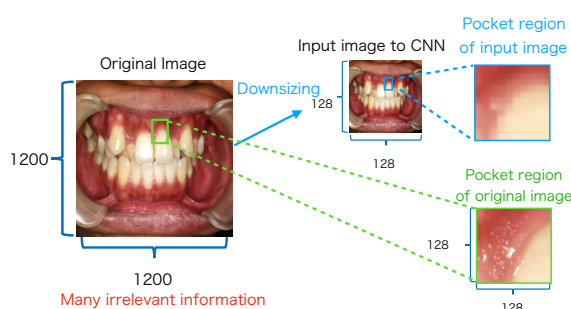 Pocket region
of input image
Input image to CNN
Original Image
Downsizing
128
128
1200
Pocket region
of original image
128
1200
128
Many irrelevant information